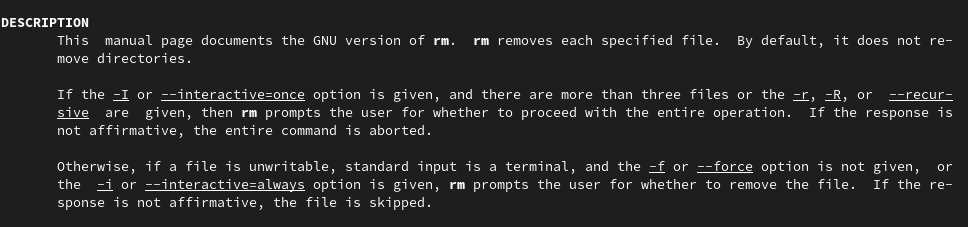 DESCRIPTION
This  manual page documents the GNU version of rm.  rm removes each specified file.  By default, it does not re-
move directories.
If the -I or --interactive=once option is given, and there are more than three files or the -r, -R, or  --recur-
sive  are  given, then rm prompts the user for whether to proceed with the entire operation.  If the response is
not affirmative, the entire command is aborted.
Otherwise, if a file is unwritable, standard input is a terminal, and the -f or --force option is not given,  or
the  -i or --interactive=always option is given, rm prompts the user for whether to remove the file.  If the re-
sponse is not affirmative, the file is skipped.